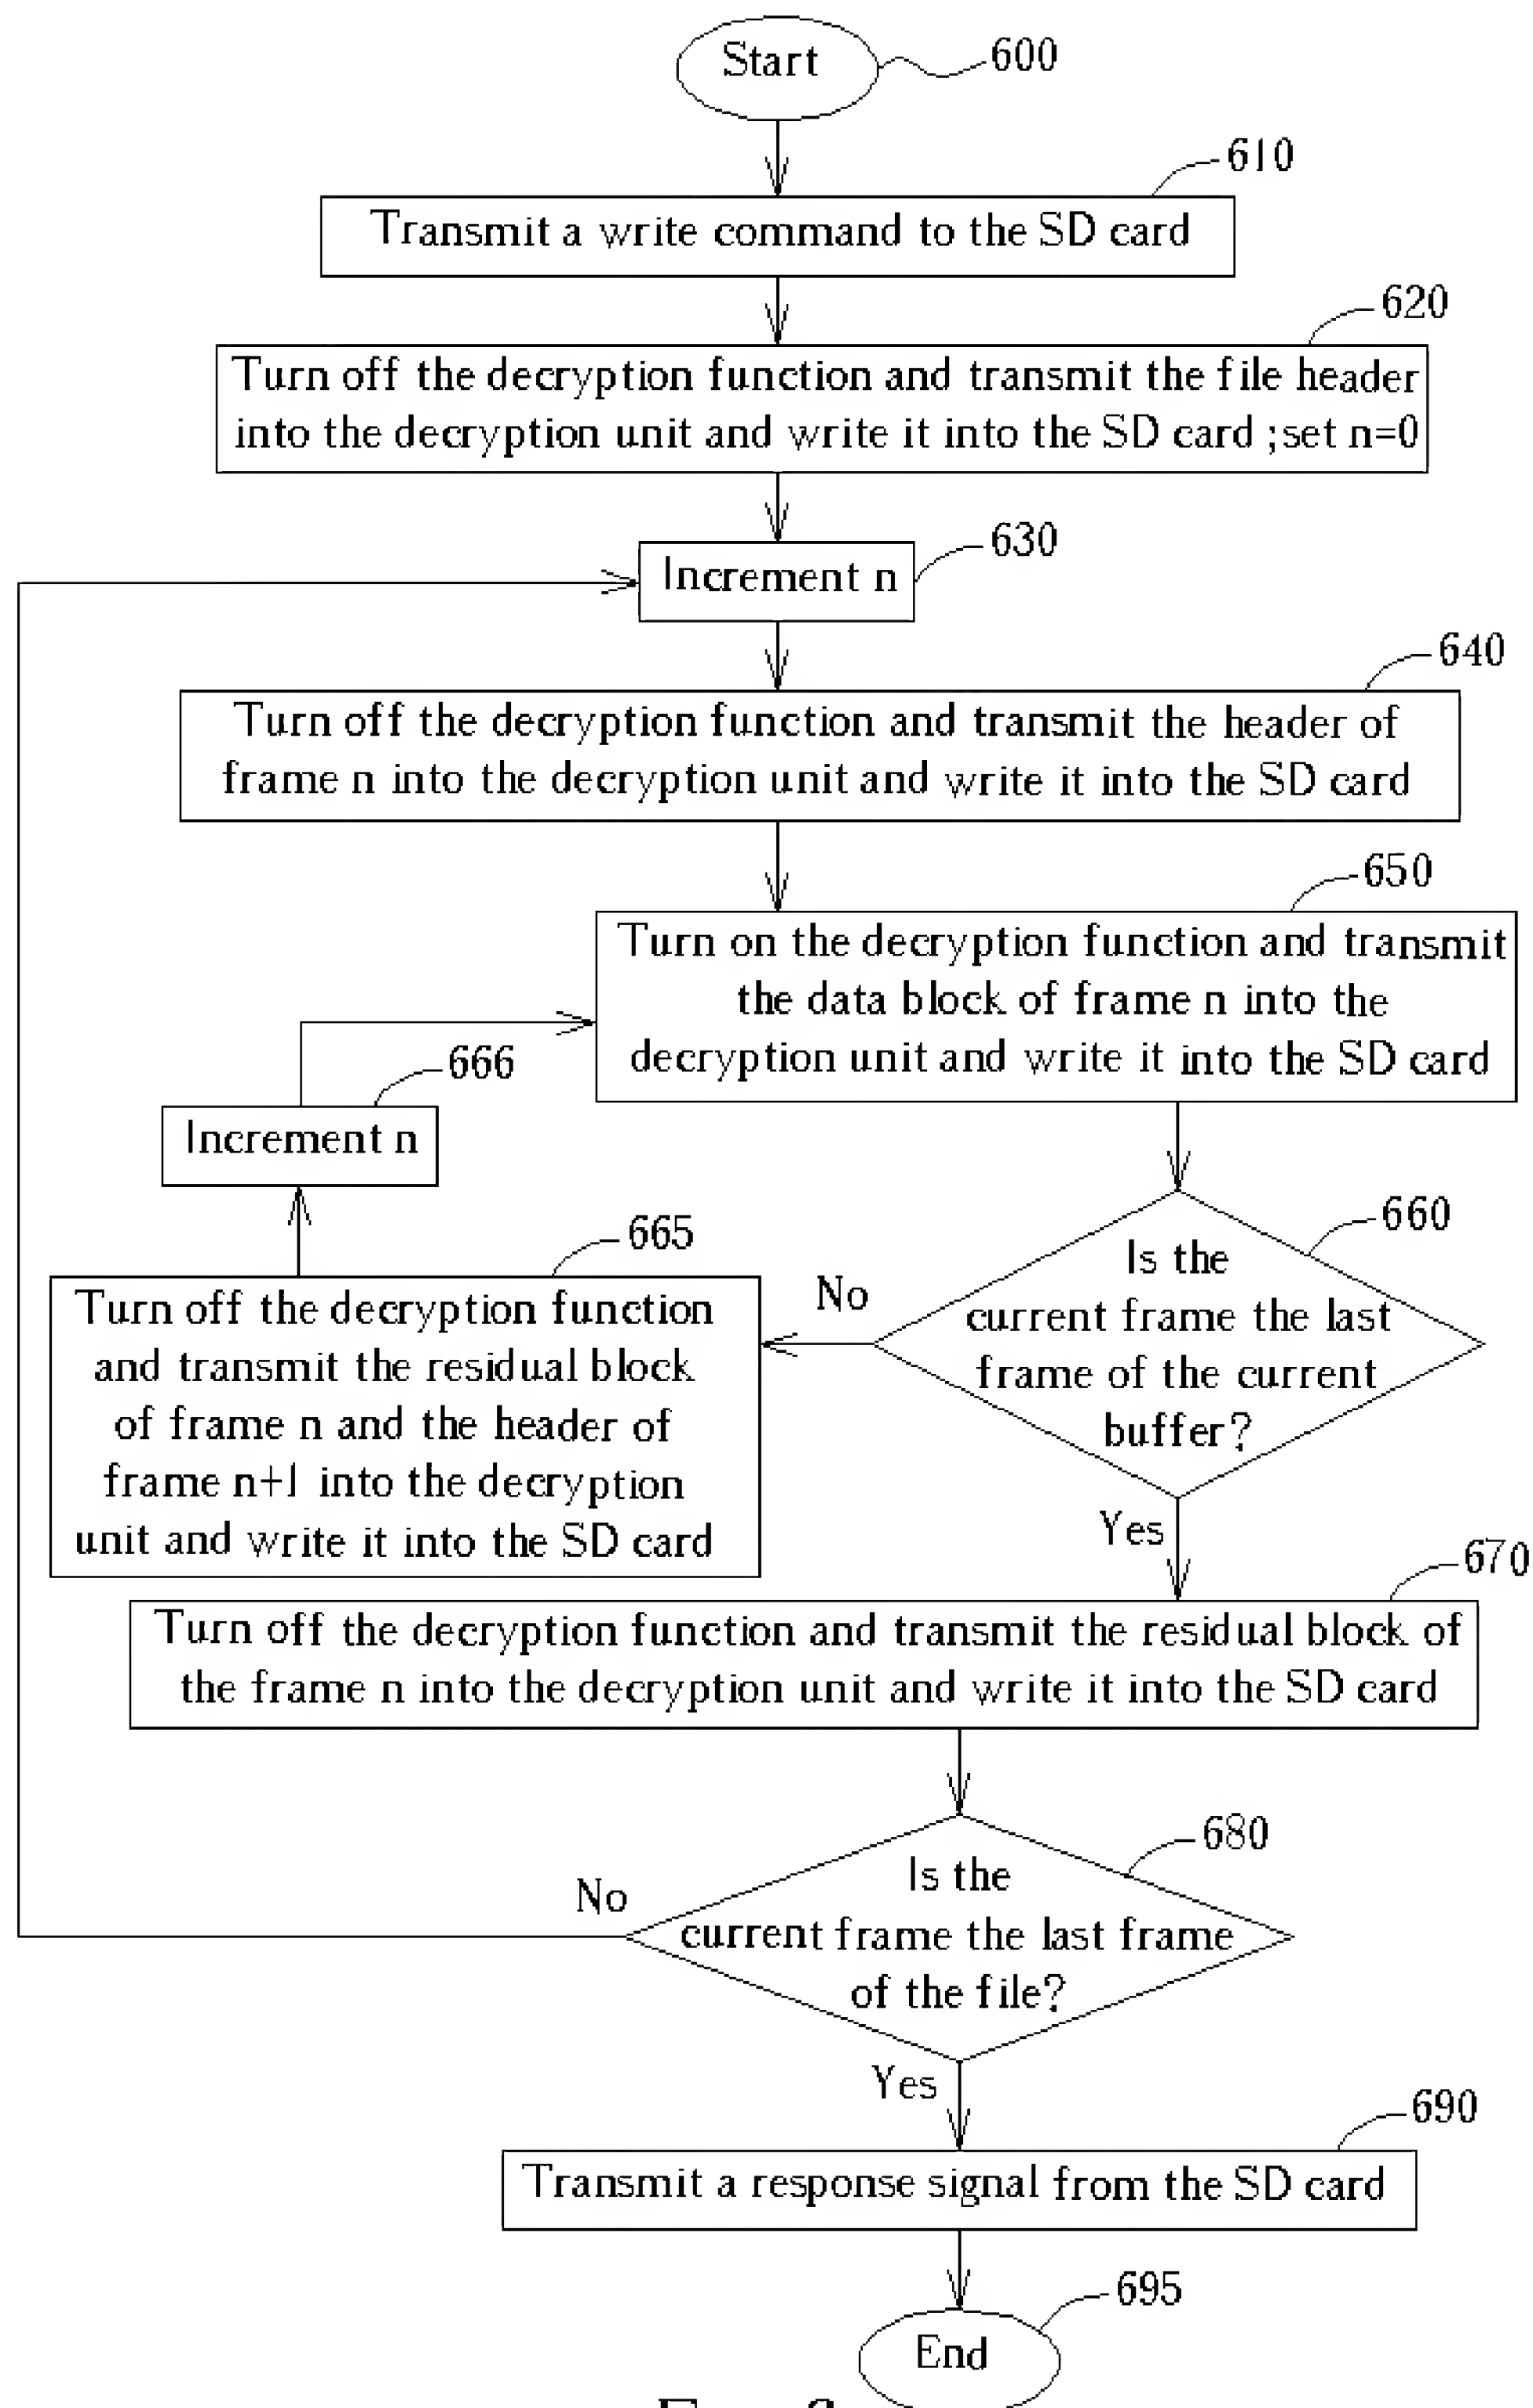 Start
600
610
Transmit a write command to the SD card
620
Turn off the decryption function and transmit the file header
into the decryption unit and write it into the SD card ;set n=0
630
Increment n
640
Turn off the decryption function and transmit the header of
frame n into the decryption unit and write it into the SD card
650
Turn on the decryption function and transmit
the data block of frame n into the
decryption unit and write it into the SD card
666
Increment n
660
Is the
current frame the last
frame of the current
buffer?
No
665
Turn off the decryption function
and transmit the residual block
of frame n and the header of
frame n+1 into the decryption
unit and write it into the SD card
Yes
670
Turn off the decryption function and transmit the residual block of
the frame n into the decryption unit and write it into the SD card
680
Is the
current frame the last frame
of the file?
No
Yes
690
Transmit a response signal from the SD card
695
End